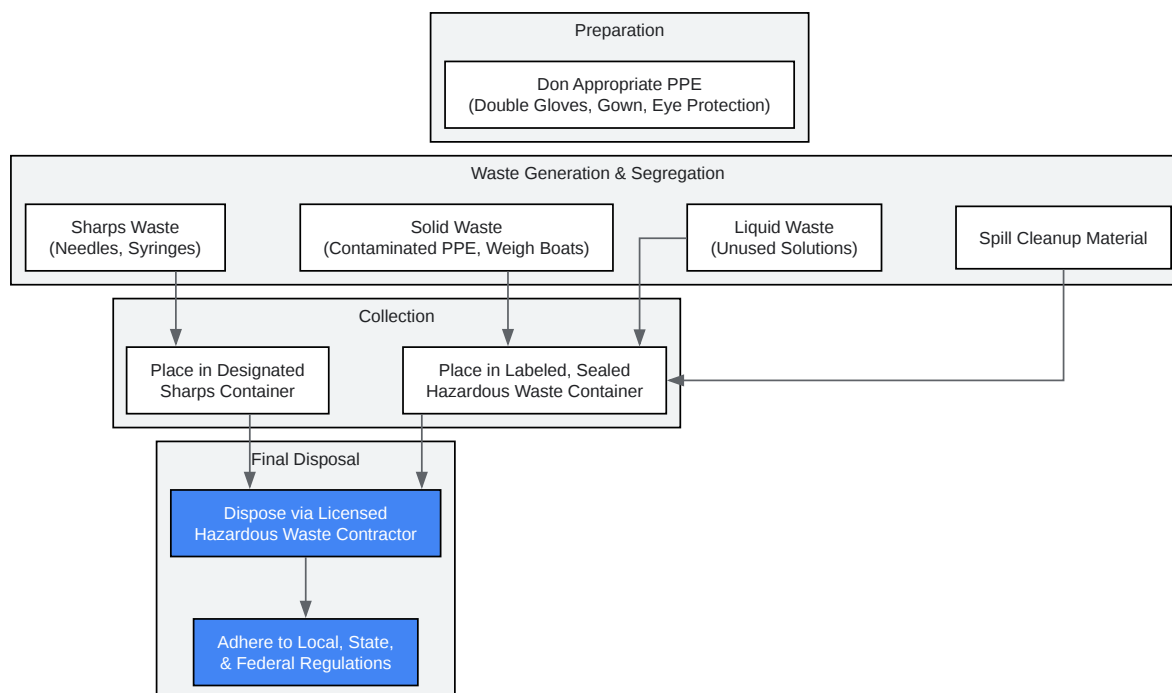 Preparation
Don Appropriate PPE
(Double Gloves, Gown, Eye Protection)
Waste Generation & Segregation
Sharps Waste
(Needles, Syringes)
Solid Waste
(Contaminated PPE, Weigh Boats)
Liquid Waste
(Unused Solutions)
Spill Cleanup Material
Collection
Place in Designated
Sharps Container
Place in Labeled, Sealed
Hazardous Waste Container
Final Disposal
Dispose via Licensed
Hazardous Waste Contractor
Adhere to Local, State,
& Federal Regulations